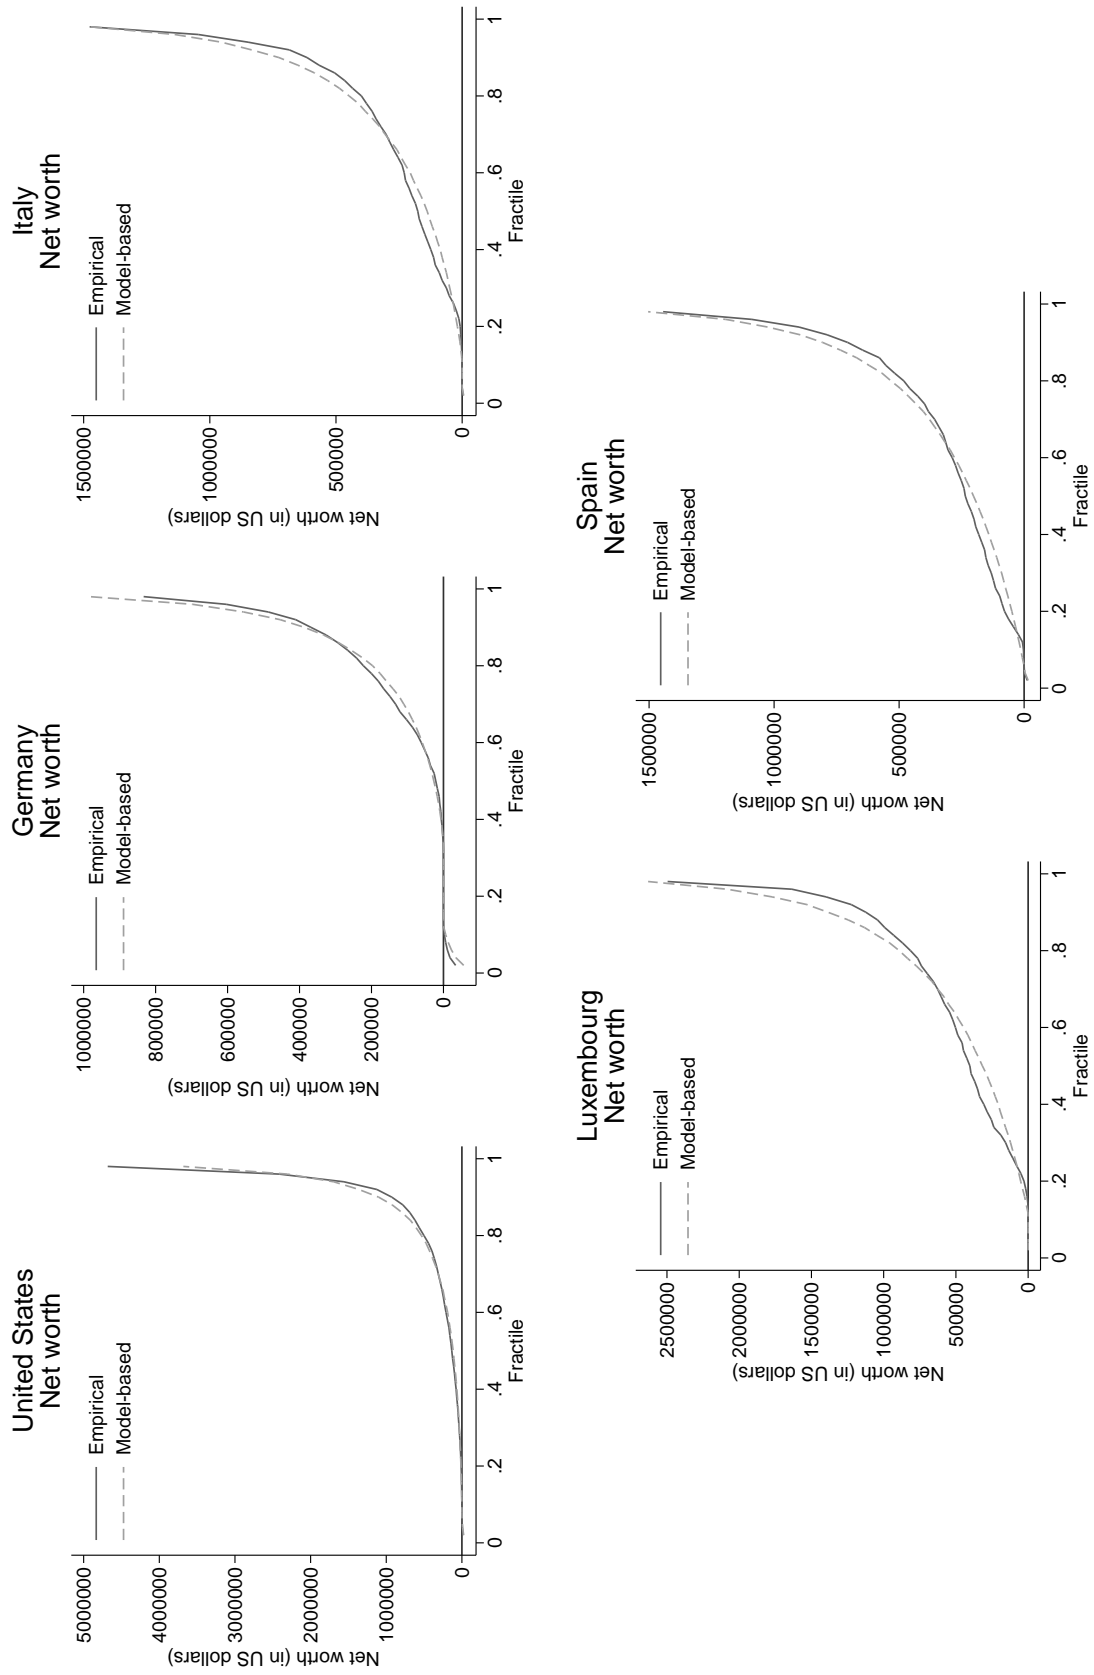 United States
Net worth
Empirical
Model-based
Net worth (in US dollars)
5000000
4000000
3000000
2000000
1000000
0
0 .2 .4 .6 .8 1
Fractile
Germany
Net worth
Empirical
Model-based
Net worth (in US dollars)
1000000
800000
600000
400000
200000
0
0 .2 .4 .6 .8 1
Fractile
Italy
Net worth
Empirical
Model-based
Net worth (in US dollars)
1500000
1000000
500000
0
0 .2 .4 .6 .8 1
Fractile
Luxembourg
Net worth
Empirical
Model-based
Net worth (in US dollars)
2500000
2000000
1500000
1000000
500000
0
0 .2 .4 .6 .8 1
Fractile
Spain
Net worth
Empirical
Model-based
Net worth (in US dollars)
1500000
1000000
500000
0
0 .2 .4 .6 .8 1
Fractile